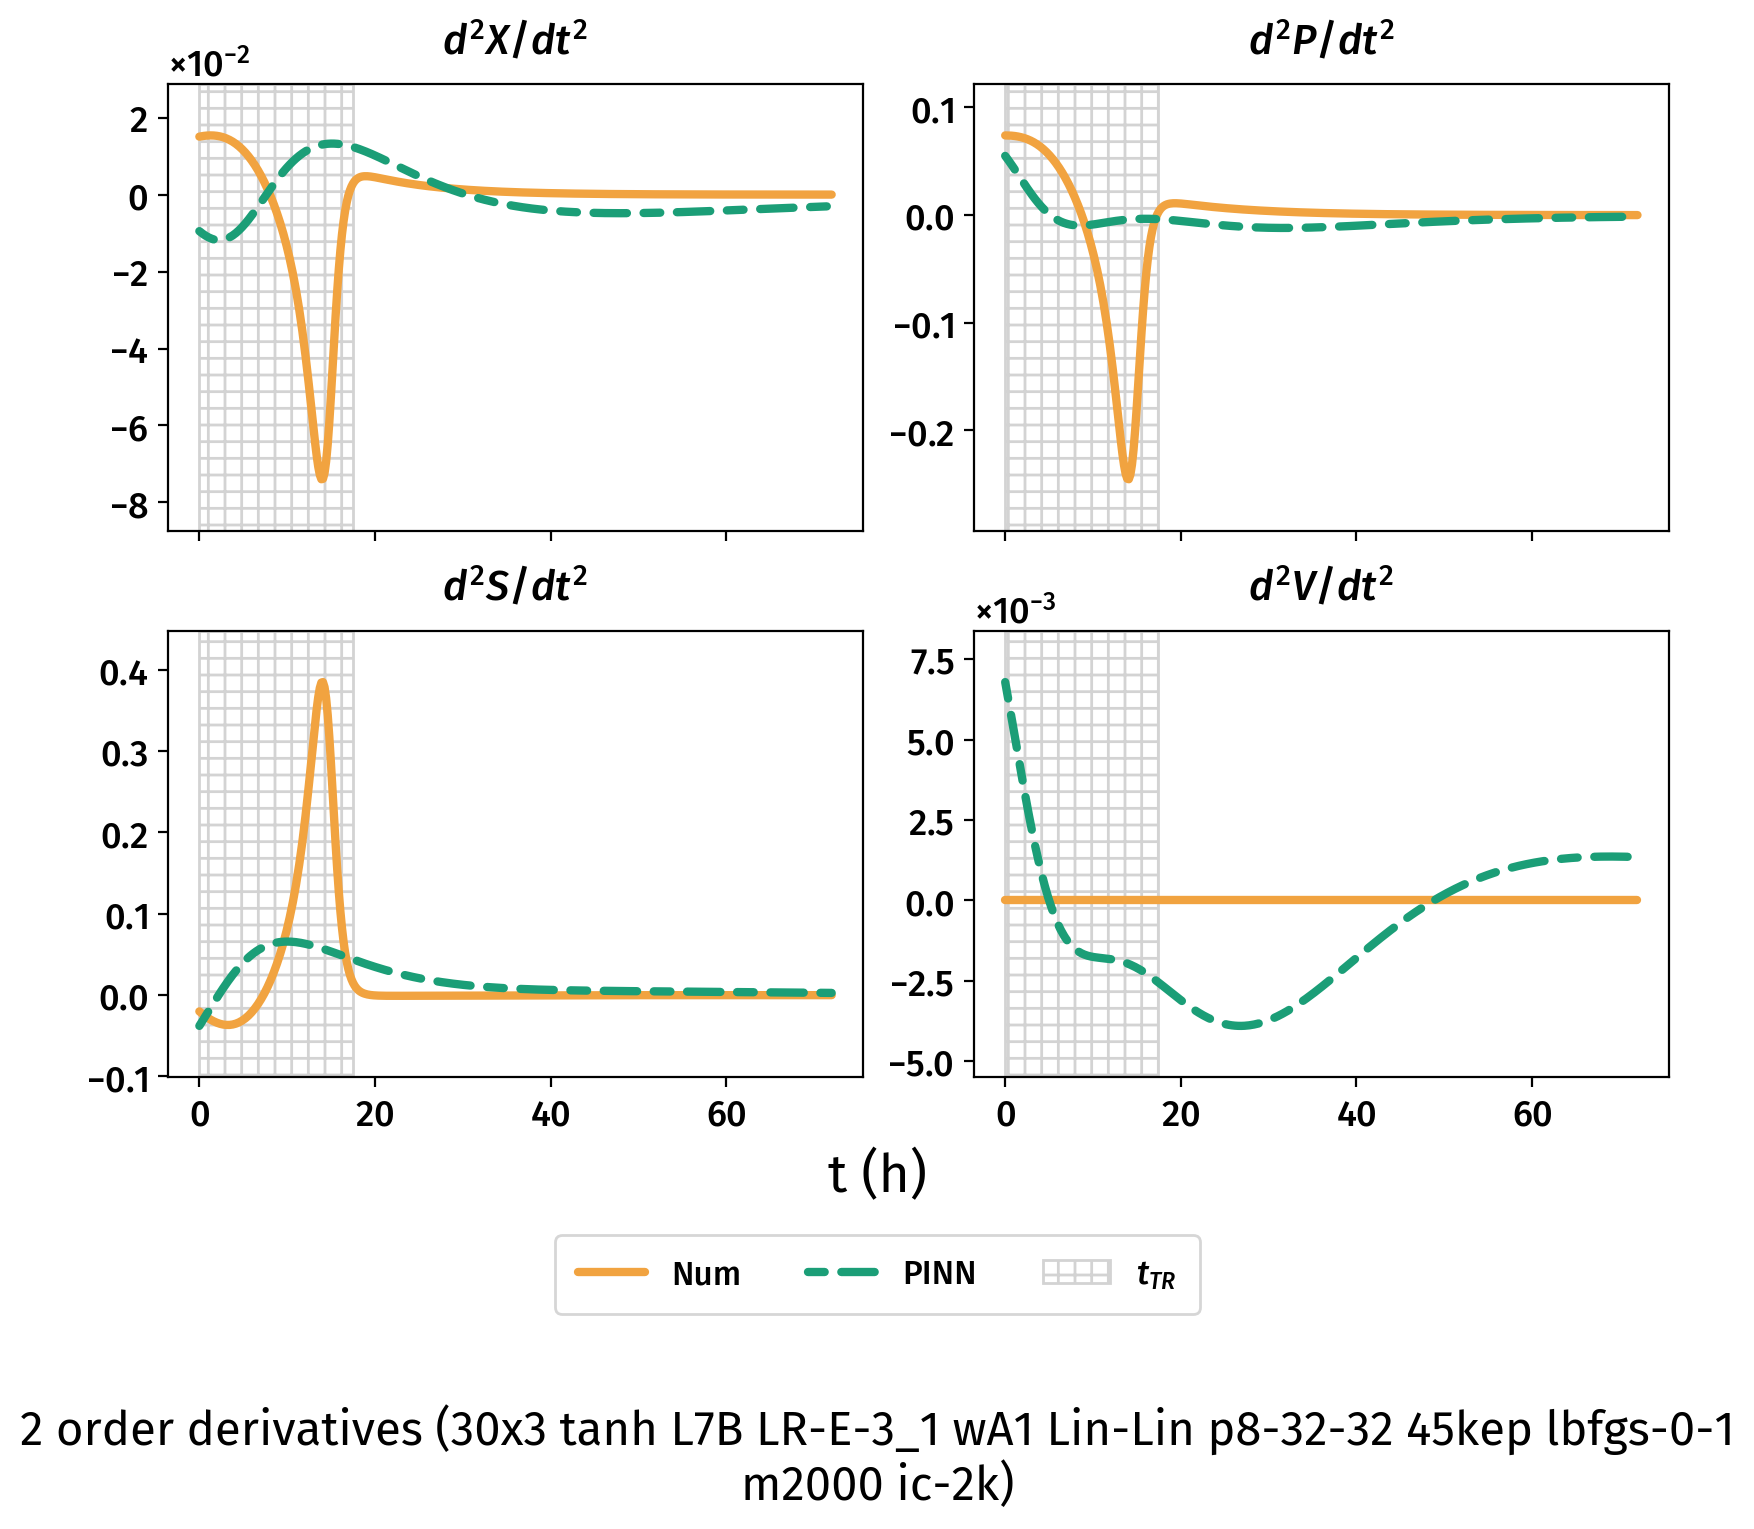 d²X/dt²
×10⁻²
2
0
−2
−4
−6
−8
d²P/dt²
0.1
0.0
−0.1
−0.2
d²S/dt²
0.4
0.3
0.2
0.1
0.0
−0.1
0 20 40 60
d²V/dt²
×10⁻³
7.5
5.0
2.5
0.0
−2.5
−5.0
0 20 40 60
t (h)
Num PINN t_TR
2 order derivatives (30x3 tanh L7B LR-E-3_1 wA1 Lin-Lin p8-32-32 45kep lbfgs-0-1
m2000 ic-2k)